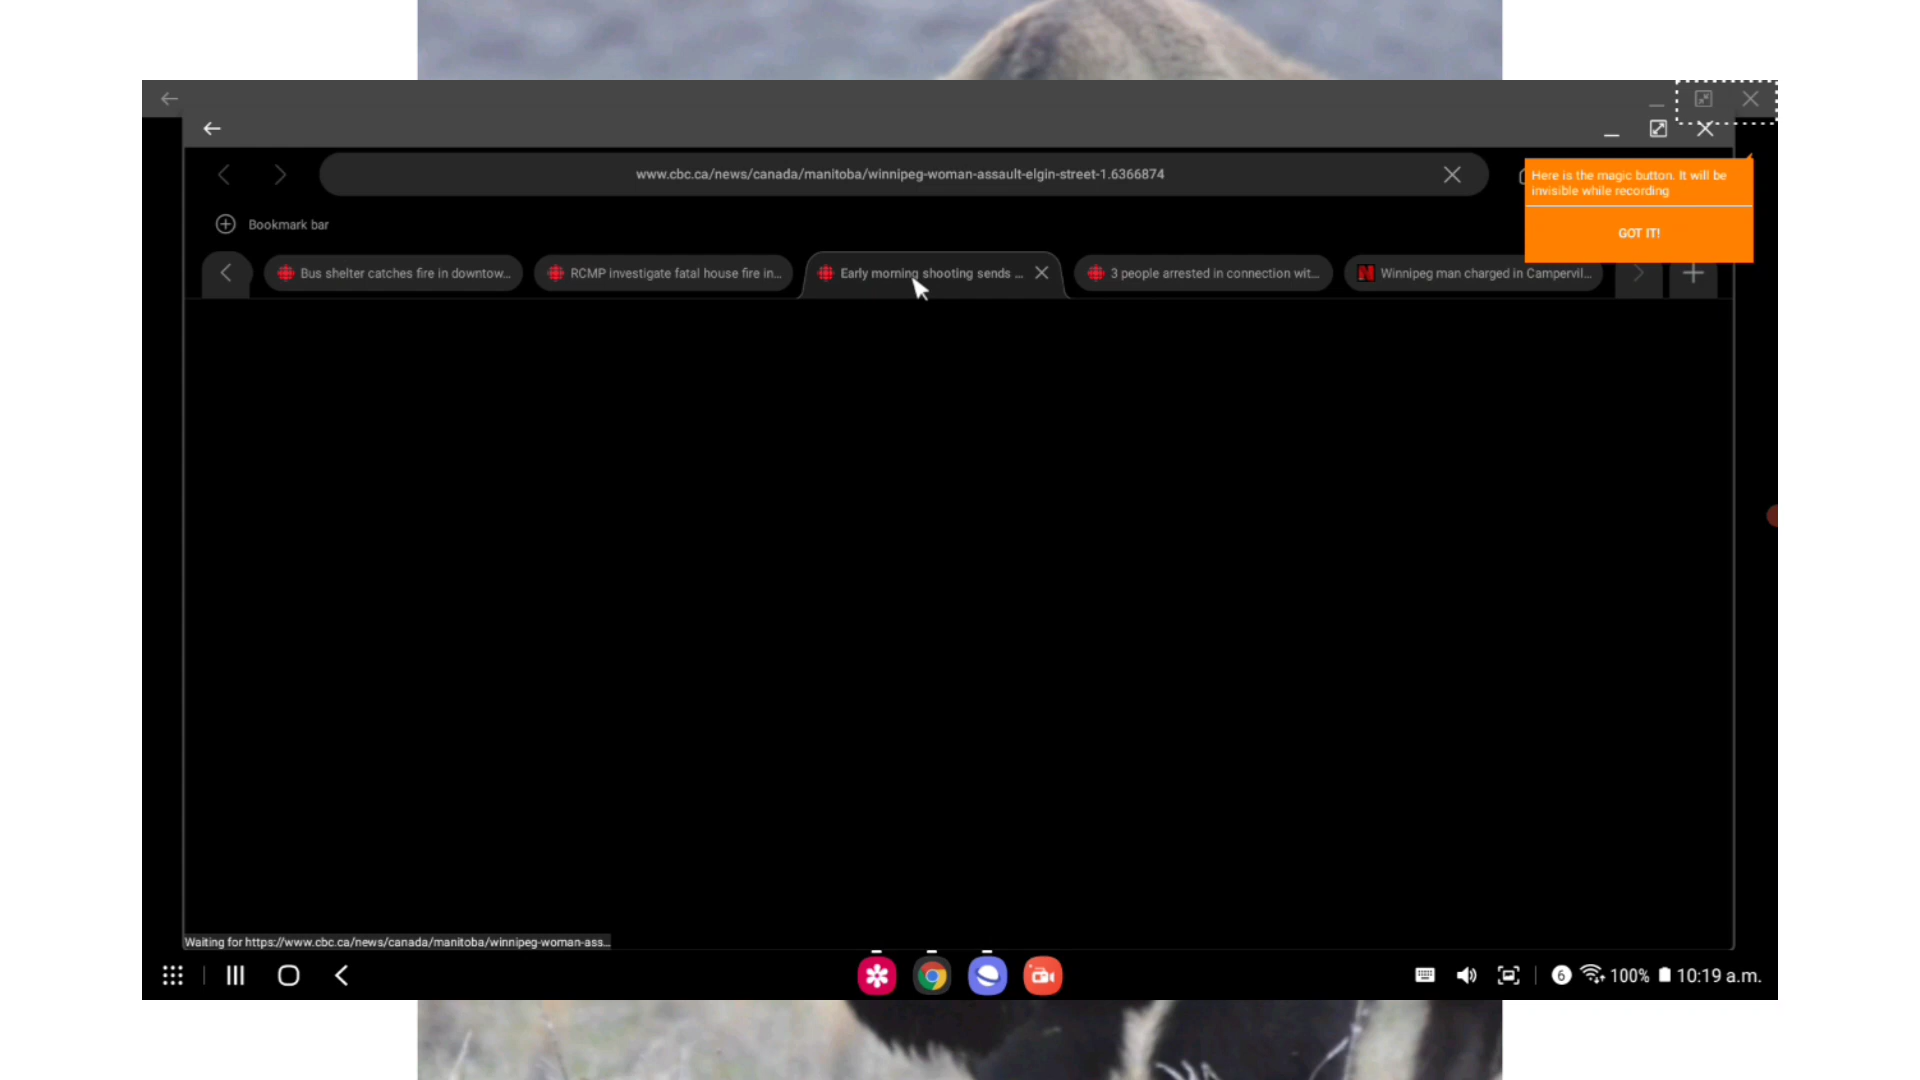 www.cbc.ca/news/canada/manitoba/winnipeg-woman-assault-elgin-street-1.6366874
Here is the magic button. It will be
invisible while recording
GOT IT!
Bookmark bar
Bus shelter catches fire in downtow...
RCMP investigate fatal house fire in...
Early morning shooting sends ...
3 people arrested in connection wit...
Winnipeg man charged in Campervil...
Waiting for https://www.cbc.ca/news/canada/manitoba/winnipeg-woman-ass...
6 100% 10:19 a.m.